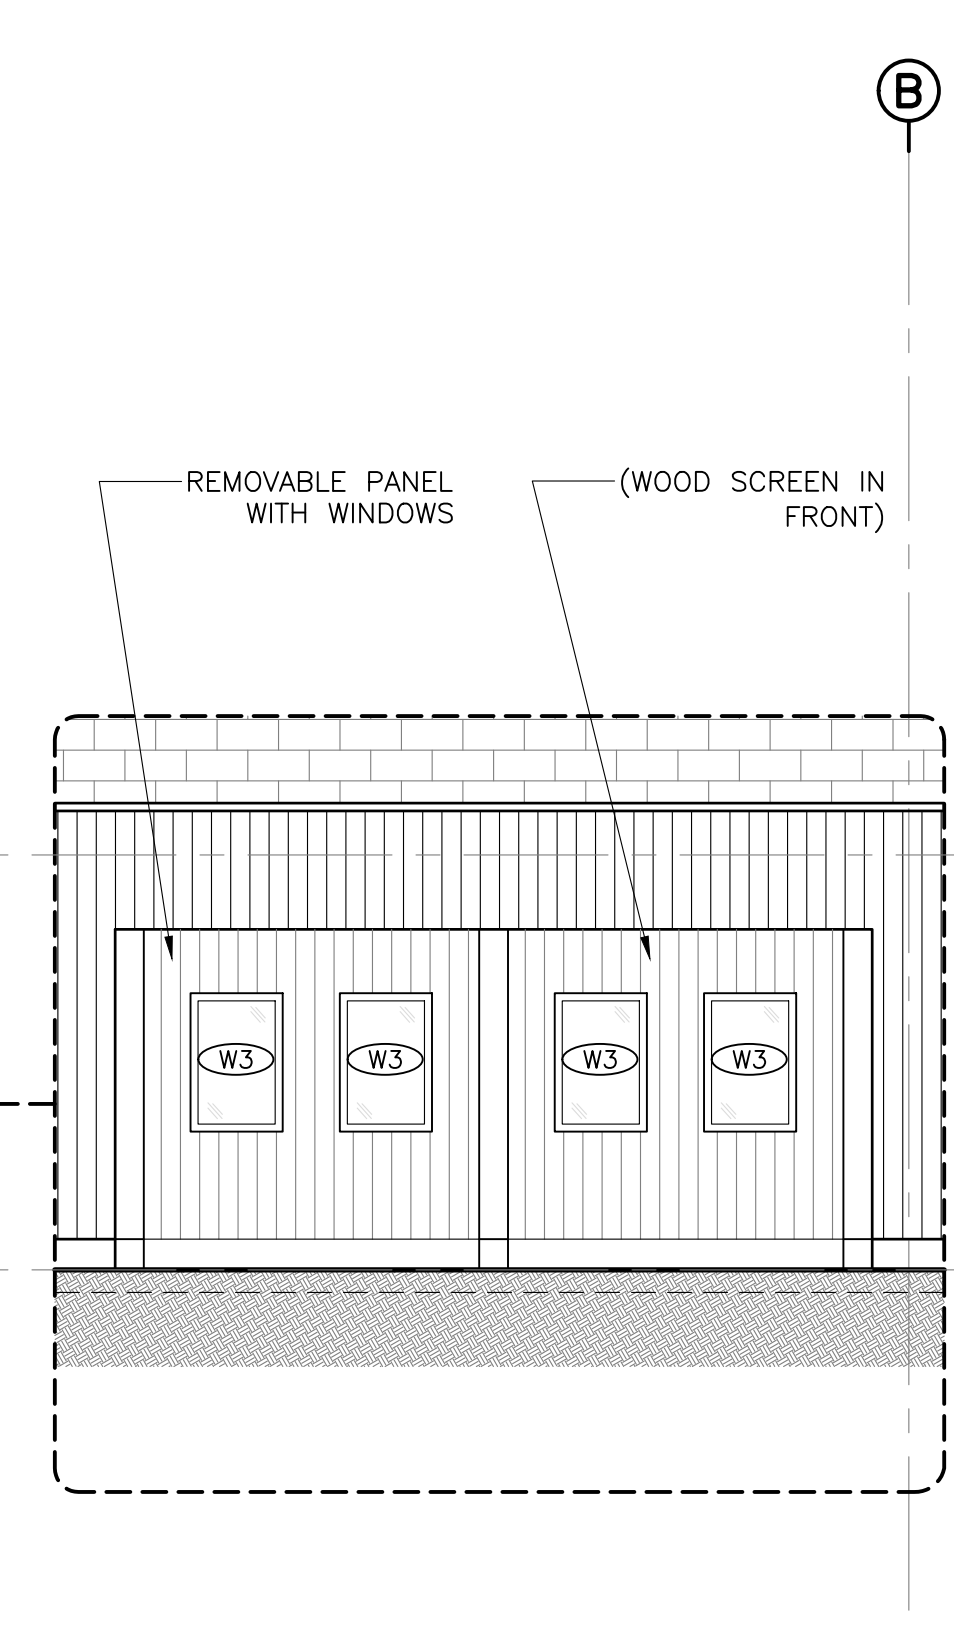 B
REMOVABLE PANEL
WITH WINDOWS
(WOOD SCREEN IN
FRONT)
W3 W3 W3 W3